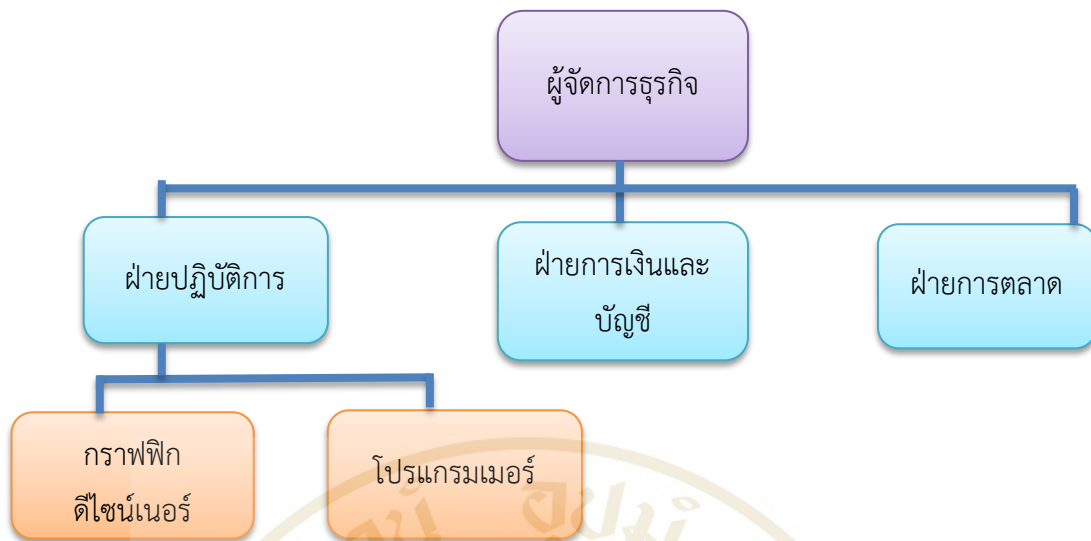 ผู้จัดการธุรกิจ
ฝ่ายปฏิบัติการ
ฝ่ายการเงินและ
บัญชี
ฝ่ายการตลาด
กราฟฟิก
ดีไซน์เนอร์
โปรแกรมเมอร์